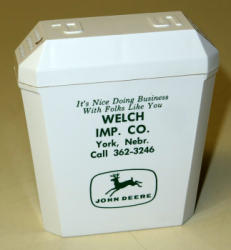 It's Nice Doing Business
With Folks Like You
WELCH
IMP. CO.
York, Nebr.
Call 362-3246
JOHN DEERE